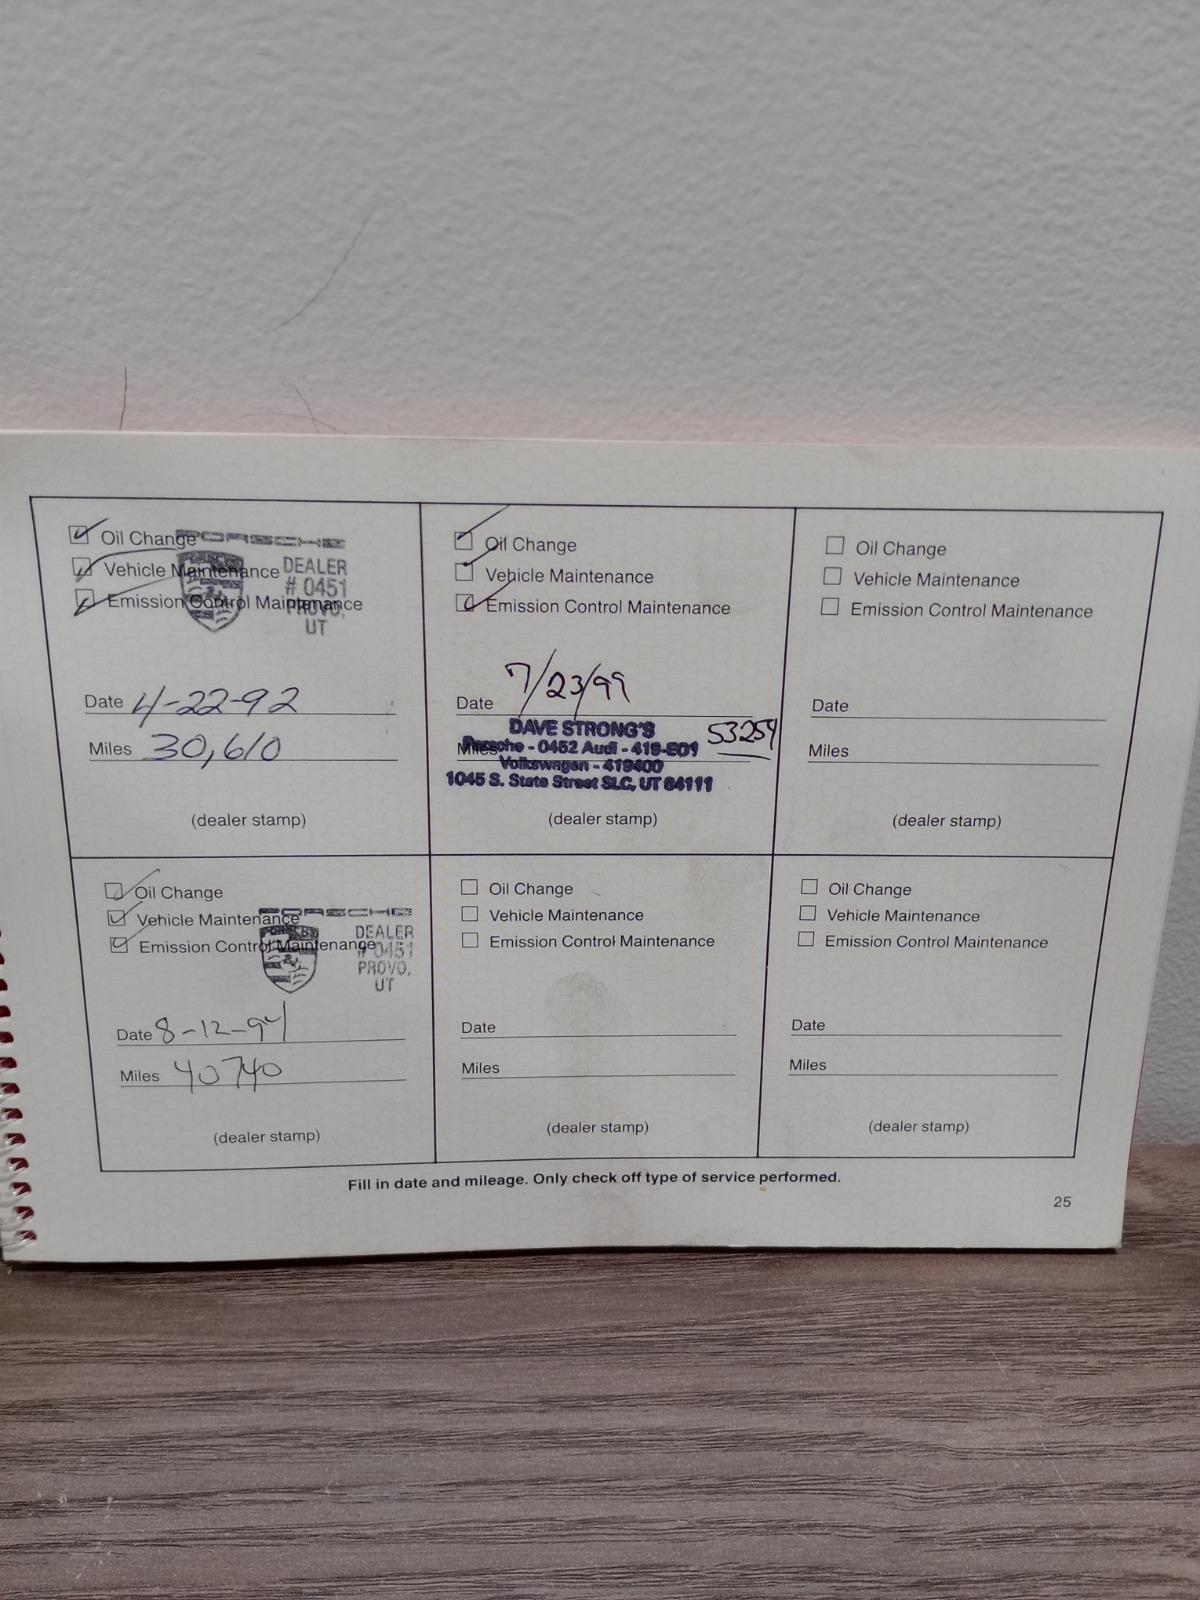 Oil Change
Vehicle Maintenance
Emission Control Maintenance
PORSCHE
DEALER
# 0451
PROVO,
UT
Date 4-22-92
Miles 30,610
(dealer stamp)
Oil Change
Vehicle Maintenance
Emission Control Maintenance
Date 7/23/99
Miles 53254
DAVE STRONG'S
Porsche - 0452 Audi - 419-E01
Volkswagen - 419400
1045 S. State Street SLC, UT 84111
(dealer stamp)
Oil Change
Vehicle Maintenance
Emission Control Maintenance
Date
Miles
(dealer stamp)
Oil Change
Vehicle Maintenance
Emission Control Maintenance
PORSCHE
DEALER
# 0451
PROVO,
UT
Date 8-12-94
Miles 40740
(dealer stamp)
Oil Change
Vehicle Maintenance
Emission Control Maintenance
Date
Miles
(dealer stamp)
Oil Change
Vehicle Maintenance
Emission Control Maintenance
Date
Miles
(dealer stamp)
Fill in date and mileage. Only check off type of service performed.
25